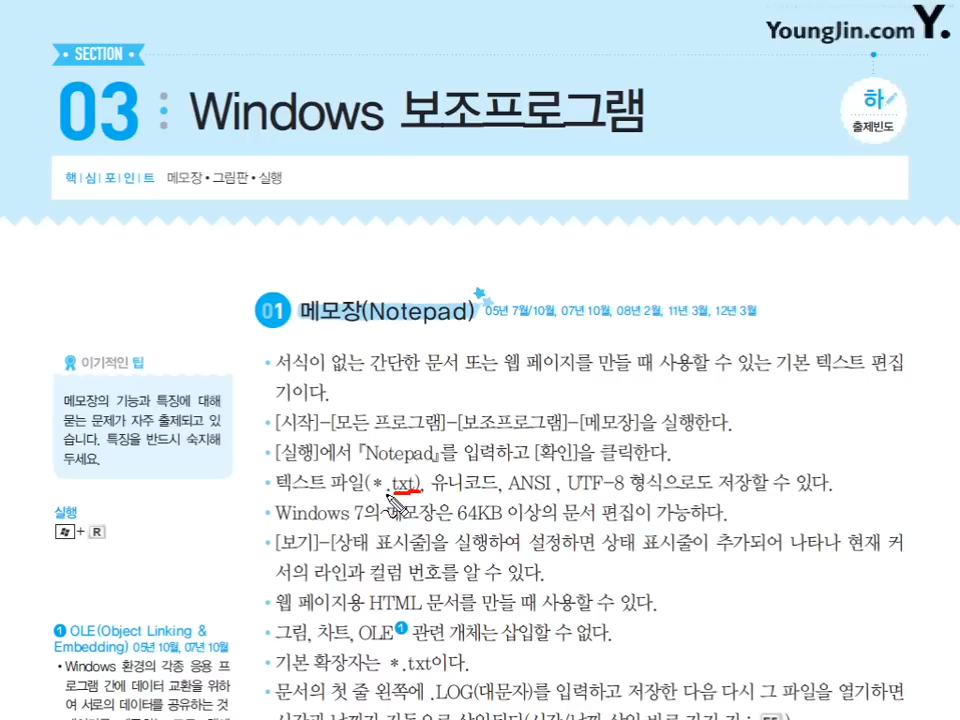 YoungJin.com Y.
SECTION
03 Windows 보조프로그램
하
출제빈도
핵심포인트 메모장•그림판•실행
01 메모장(Notepad) 05년 7월/10월, 07년 10월, 08년 2월, 11년 3월, 12년 3월
• 서식이 없는 간단한 문서 또는 웹 페이지를 만들 때 사용할 수 있는 기본 텍스트 편집
기이다.
• [시작]-[모든 프로그램]-[보조프로그램]-[메모장]을 실행한다.
• [실행]에서 『Notepad』를 입력하고 [확인]을 클릭한다.
• 텍스트 파일(*.txt), 유니코드, ANSI , UTF-8 형식으로도 저장할 수 있다.
• Windows 7의 메모장은 64KB 이상의 문서 편집이 가능하다.
• [보기]-[상태 표시줄]을 실행하여 설정하면 상태 표시줄이 추가되어 나타나 현재 커
서의 라인과 컬럼 번호를 알 수 있다.
• 웹 페이지용 HTML 문서를 만들 때 사용할 수 있다.
• 그림, 차트, OLE❶ 관련 개체는 삽입할 수 없다.
• 기본 확장자는 *.txt이다.
• 문서의 첫 줄 왼쪽에 .LOG(대문자)를 입력하고 저장한 다음 다시 그 파일을 열기하면
이기적인 팁
메모장의 기능과 특징에 대해
묻는 문제가 자주 출제되고 있
습니다. 특징을 반드시 숙지해
두세요.
실행
+ R
❶ OLE(Object Linking &
Embedding) 05년 10월, 07년 10월
• Windows 환경의 각종 응용 프
로그램 간에 데이터 교환을 위하
여 서로의 데이터를 공유하는 것